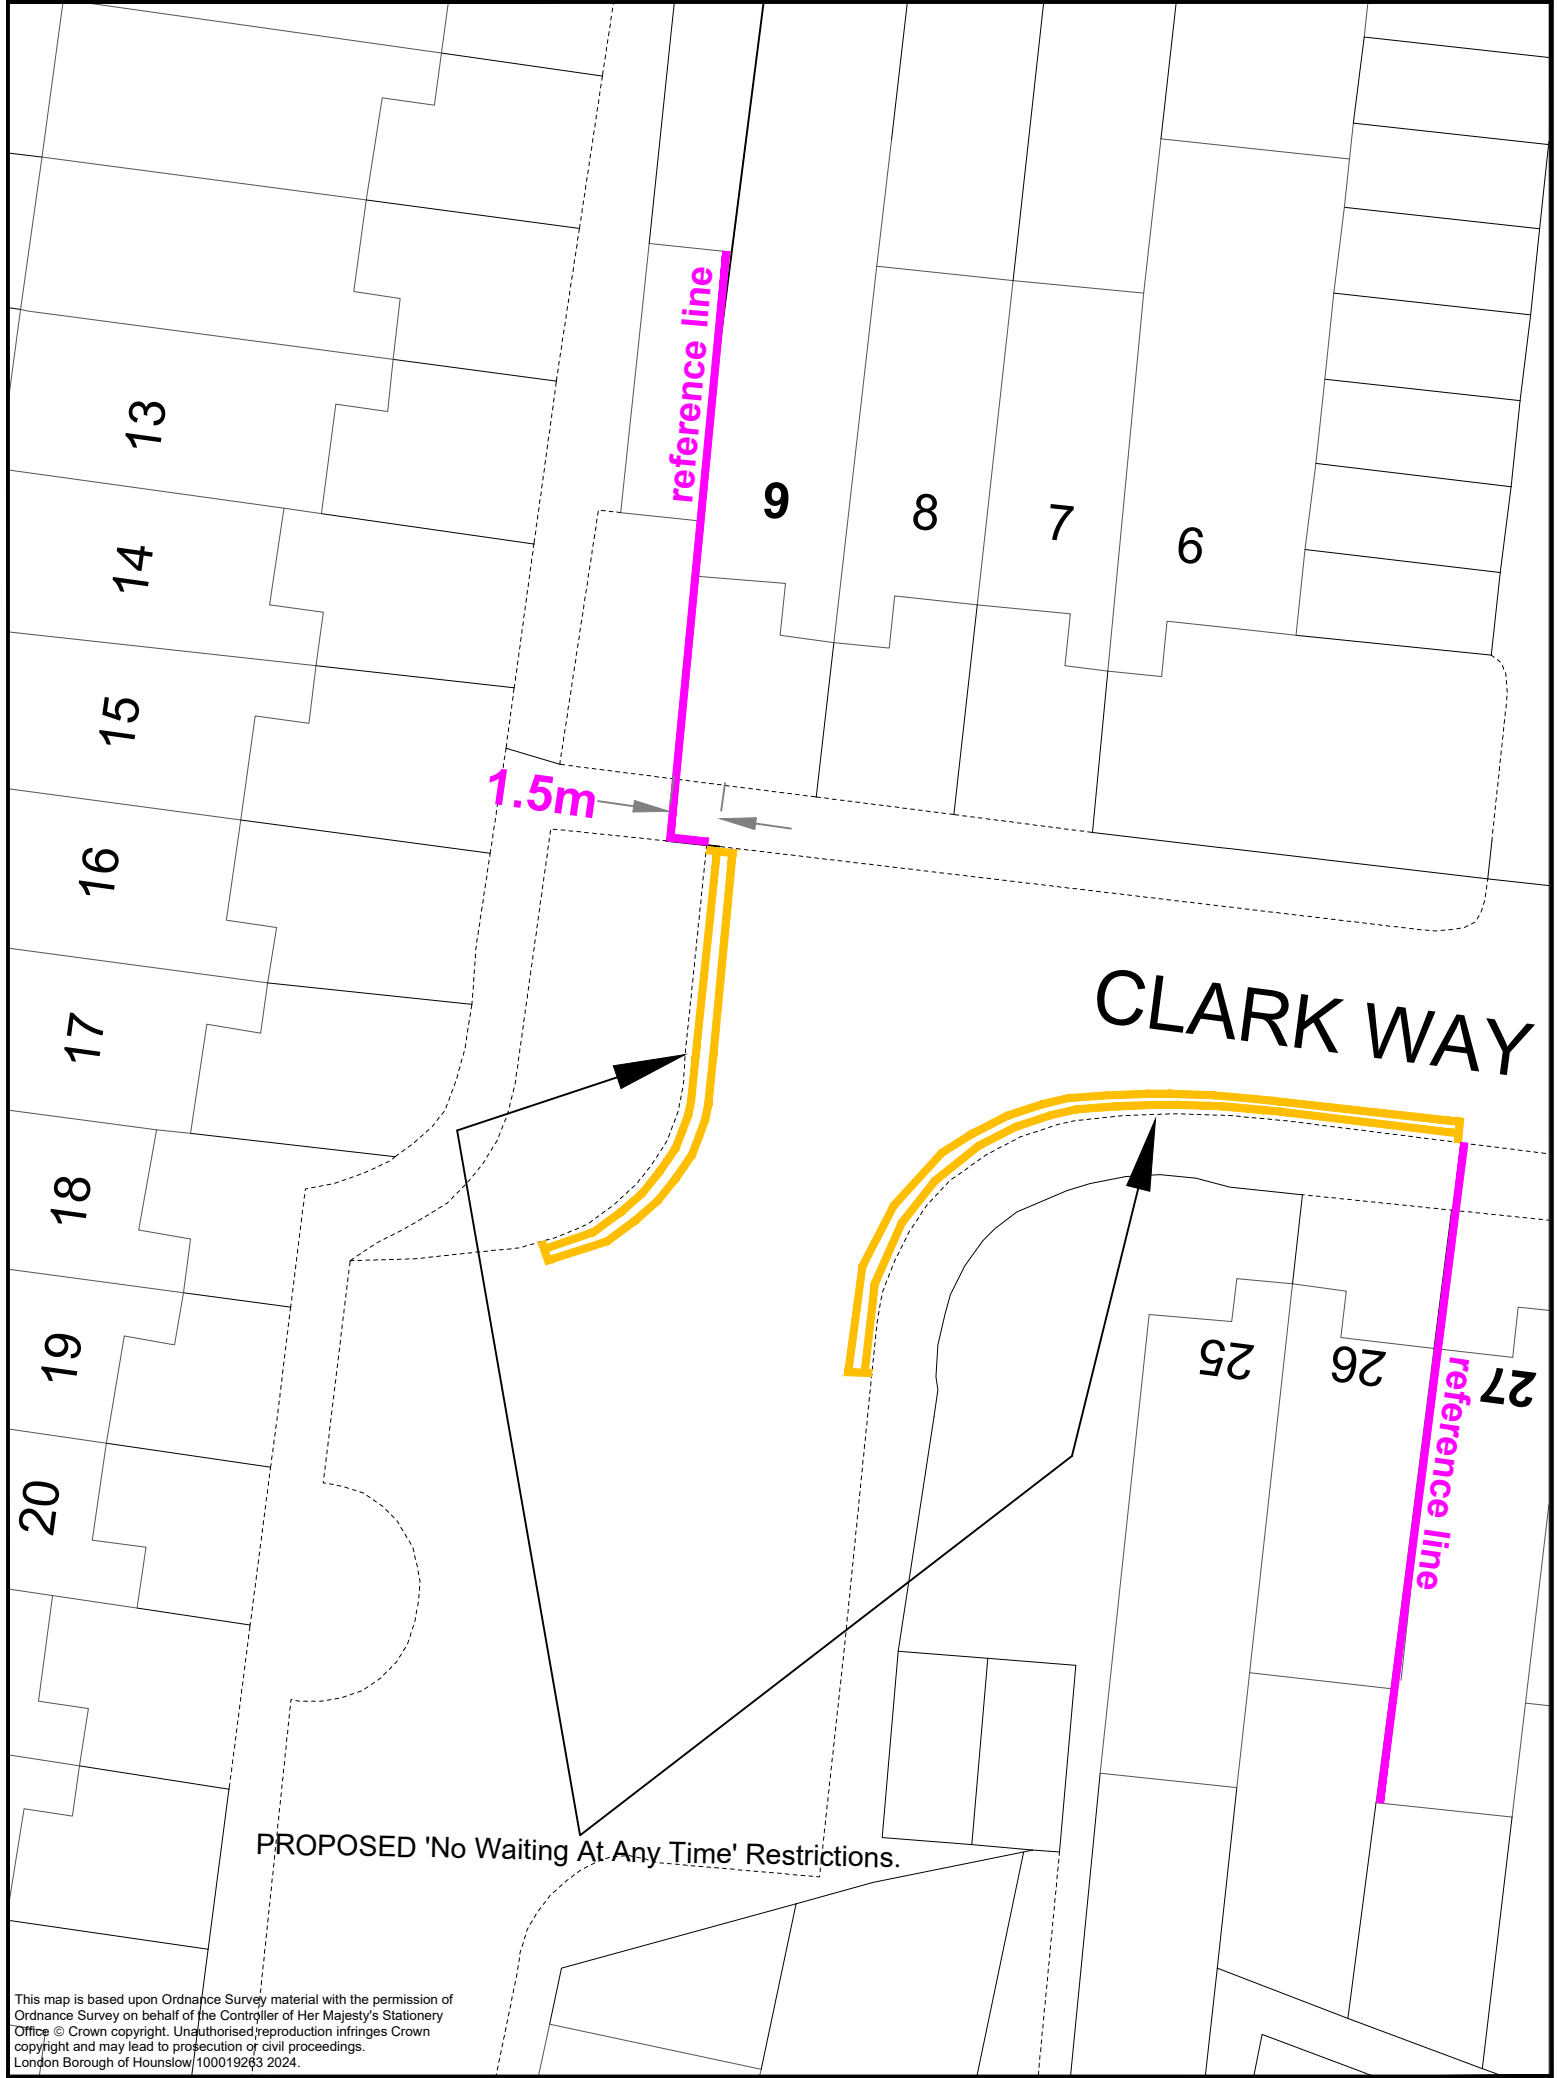 reference line
13
9
8
7
6
14
15
1.5m
16
CLARK WAY
17
18
19
25
26
27
reference line
20
PROPOSED 'No Waiting At Any Time' Restrictions.
This map is based upon Ordnance Survey material with the permission of
Ordnance Survey on behalf of the Controller of Her Majesty's Stationery
Office © Crown copyright. Unauthorised reproduction infringes Crown
copyright and may lead to prosecution or civil proceedings.
London Borough of Hounslow 100019263 2024.